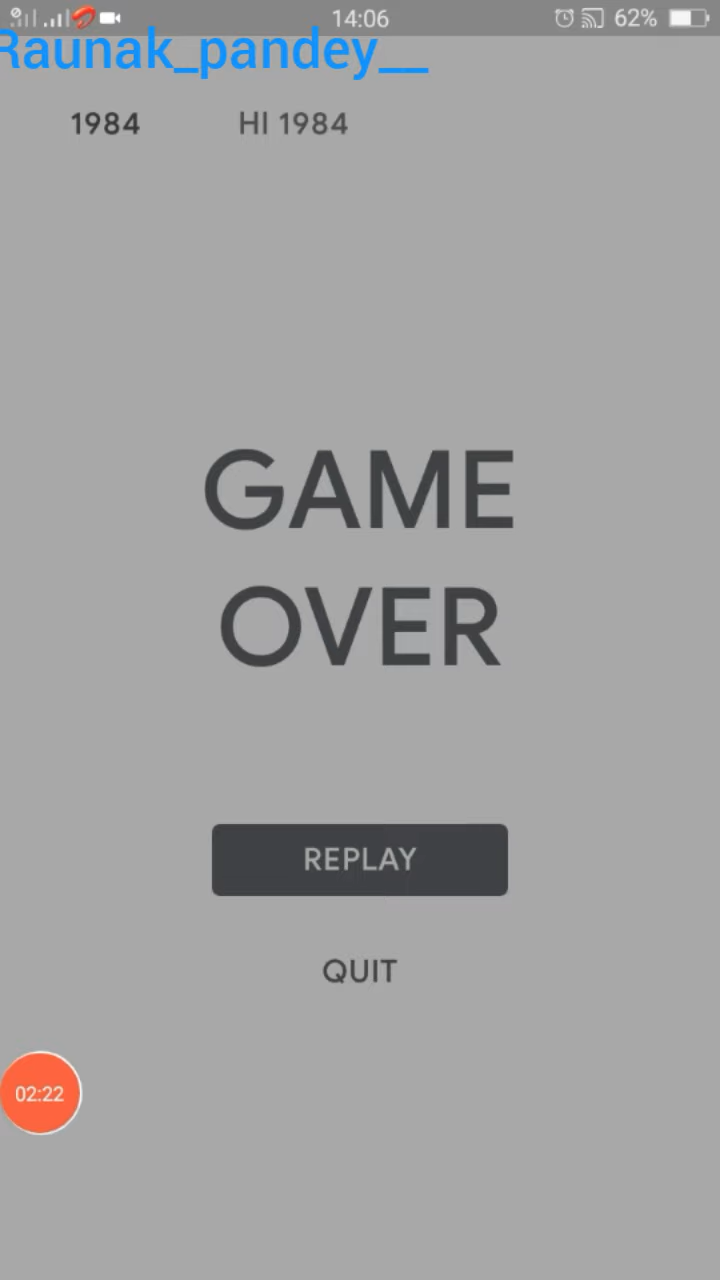 14:06
62%
Raunak_pandey__
1984 HI 1984
GAME
OVER
REPLAY
QUIT
02:22